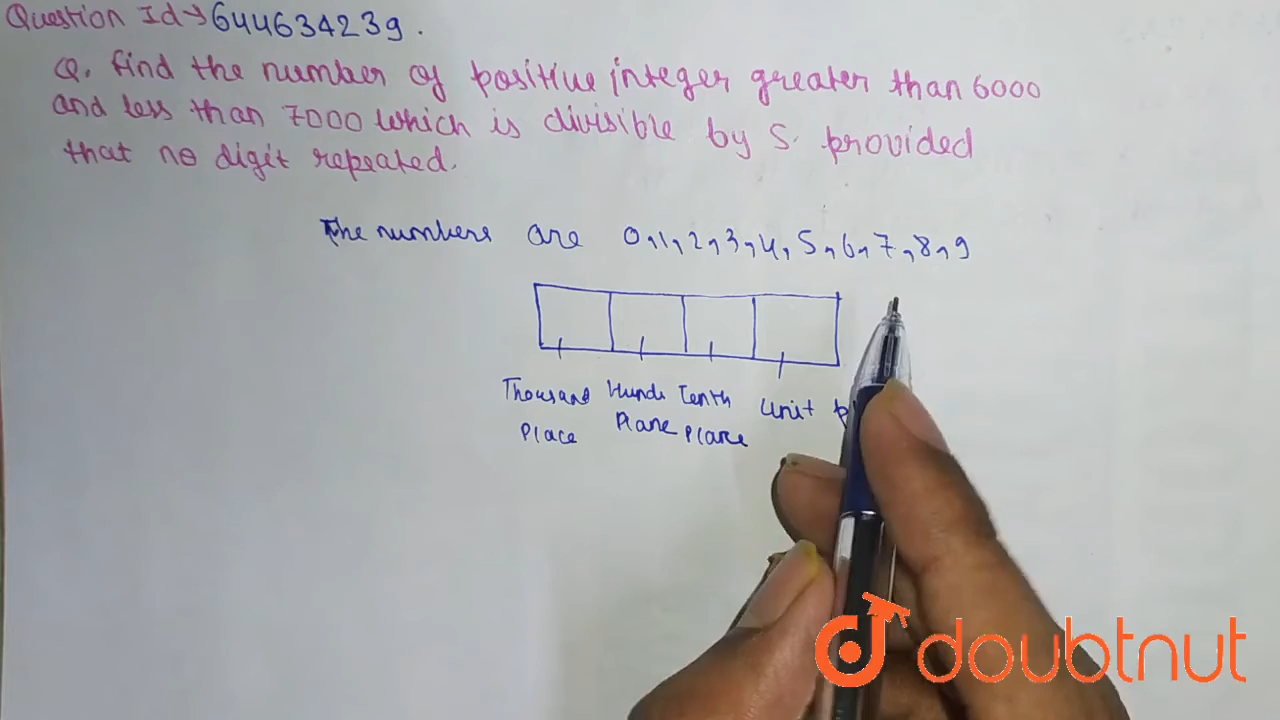 Question Id → 644634239.
Q. find the number of positive integer greater than 6000
and less than 7000 which is divisible by 5. provided
that no digit repeated.
The numbers are 0,1,2,3,4,5,6,7,8,9
Thousand Hund. Tenth unit
Place Place Place
doubtnut